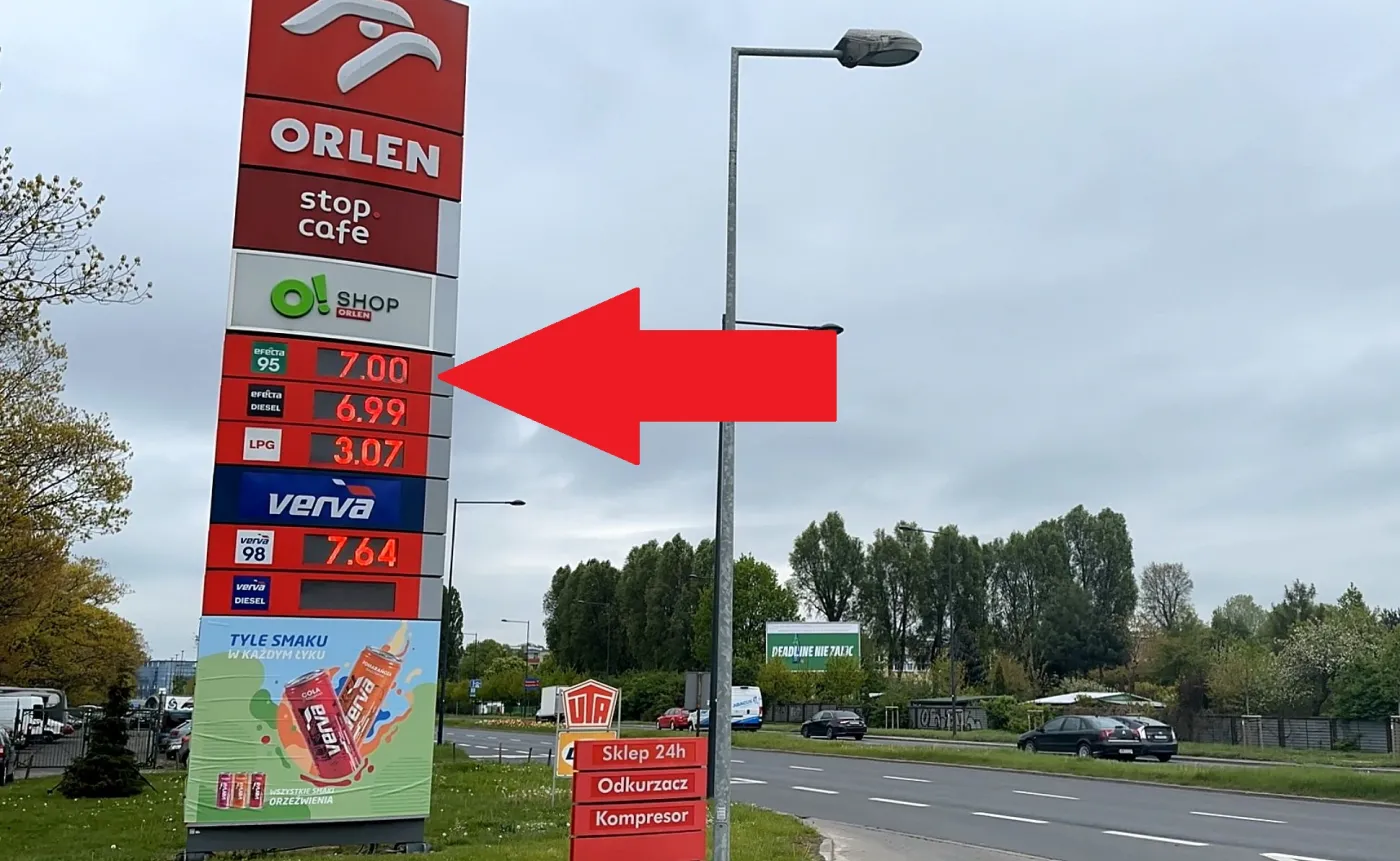 ORLEN
stop.
cafe
O! SHOP
ORLEN
efecta
95
7.00
efecta
DIESEL
6.99
LPG
3.07
verva
verva
98
7.64
verva
DIESEL
TYLE SMAKU
W KAŻDYM ŁYKU
COLA
verva
verva
WSZYSTKIE SMAKI
ORZEŹWIENIA
UTA
Sklep 24h
Odkurzacz
Kompresor
DEADLINE NIE ZALIC